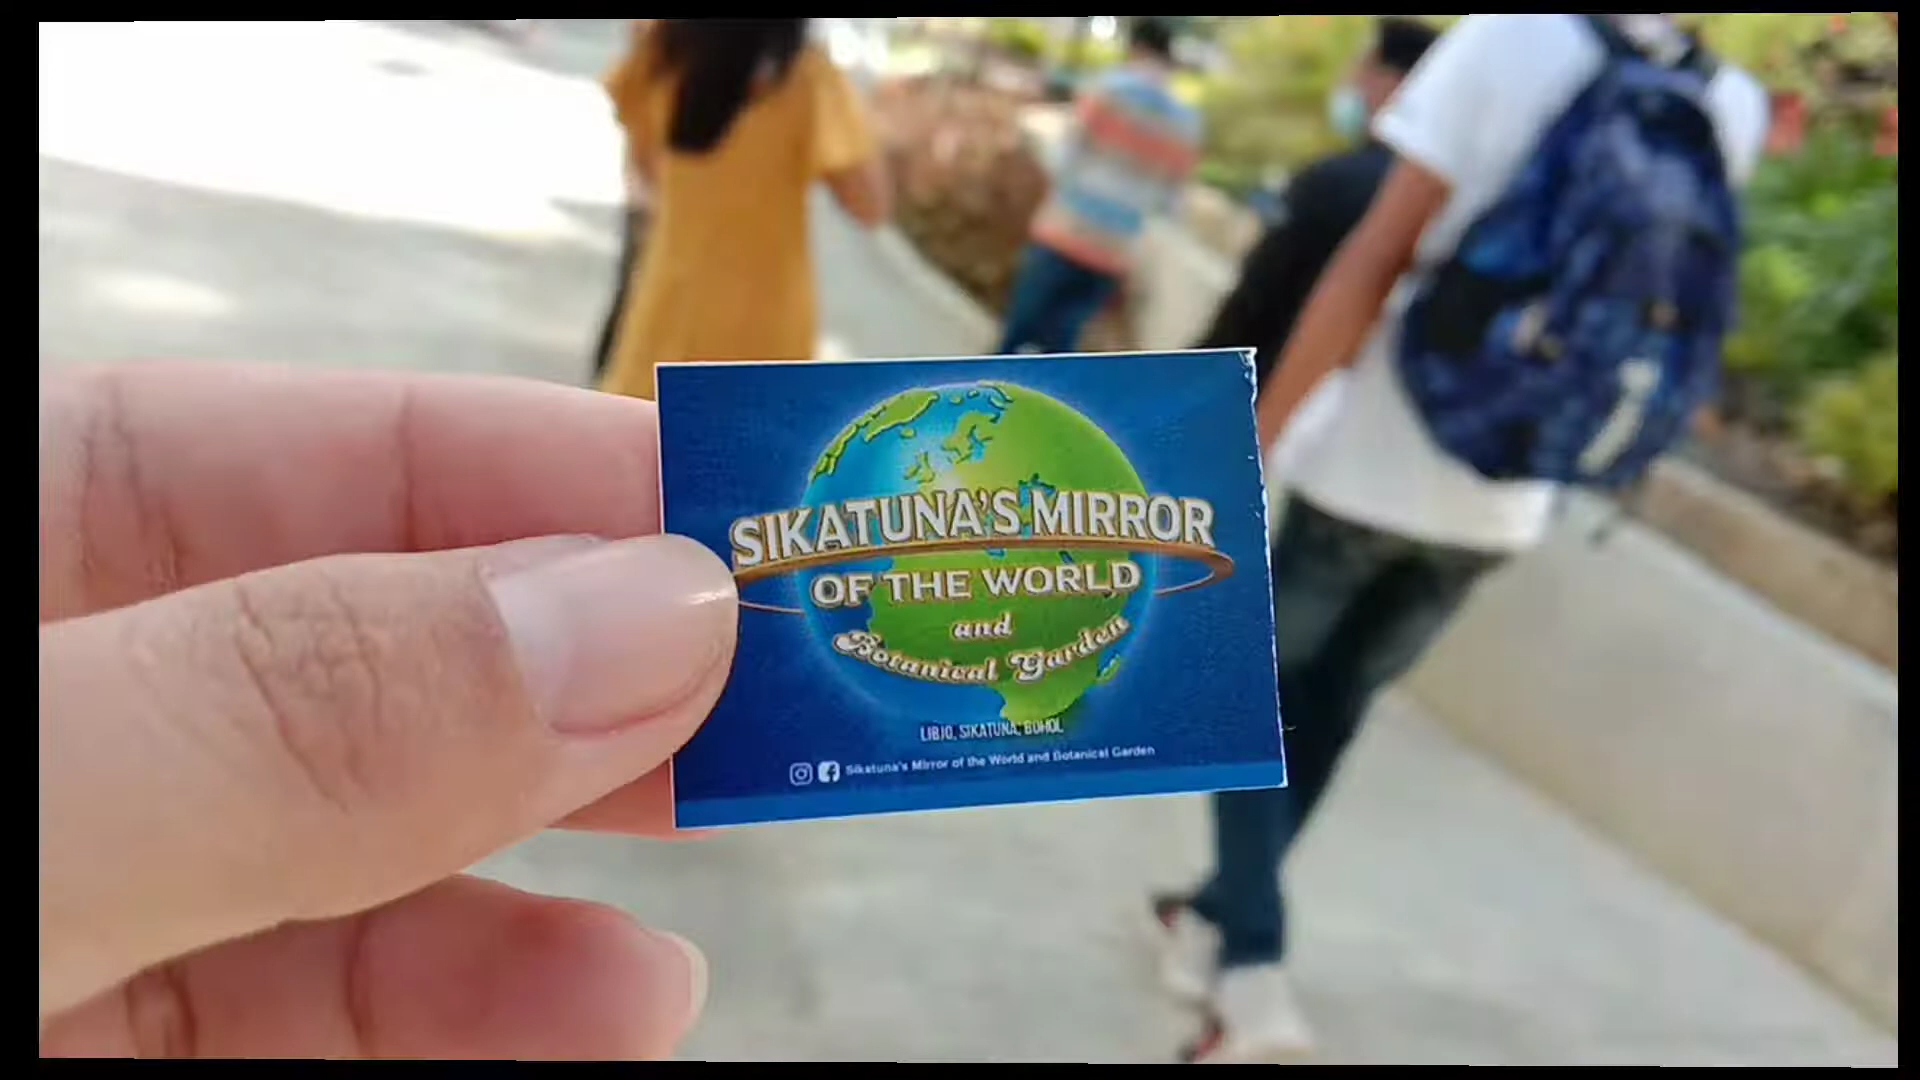 SIKATUNA'S MIRROR
OF THE WORLD
and
Botanical Garden
LIBJO, SIKATUNA, BOHOL
Sikatuna's Mirror of the World and Botanical Garden